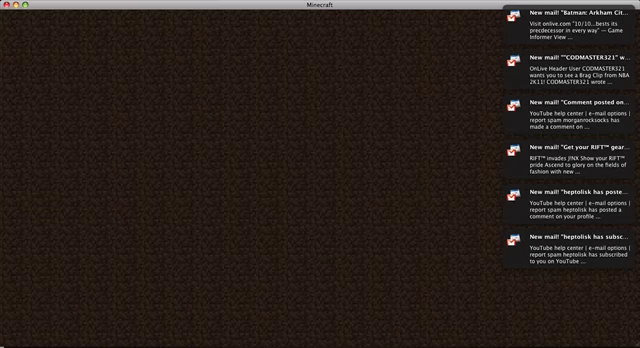 Minecraft
New mail! "Batman: Arkham Cit...
Visit onlive.com "10/10...bests its
precdecessor in every way" — Game
Informer View ...
New mail! ""CODMASTER321" w...
OnLive Header User CODMASTER321
wants you to see a Brag Clip from NBA
2K11! CODMASTER321 wrote ...
New mail! "Comment posted on...
YouTube help center | e-mail options |
report spam morganrocksocks has
made a comment on ...
New mail! "Get your RIFT™ gear...
RIFT™ invades JINX Show your RIFT™
pride Ascend to glory on the fields of
fashion with new ...
New mail! "heptolisk has poste...
YouTube help center | e-mail options |
report spam heptolisk has posted a
comment on your profile ...
New mail! "heptolisk has subsc...
YouTube help center | e-mail options |
report spam heptolisk has subscribed
to you on YouTube ...